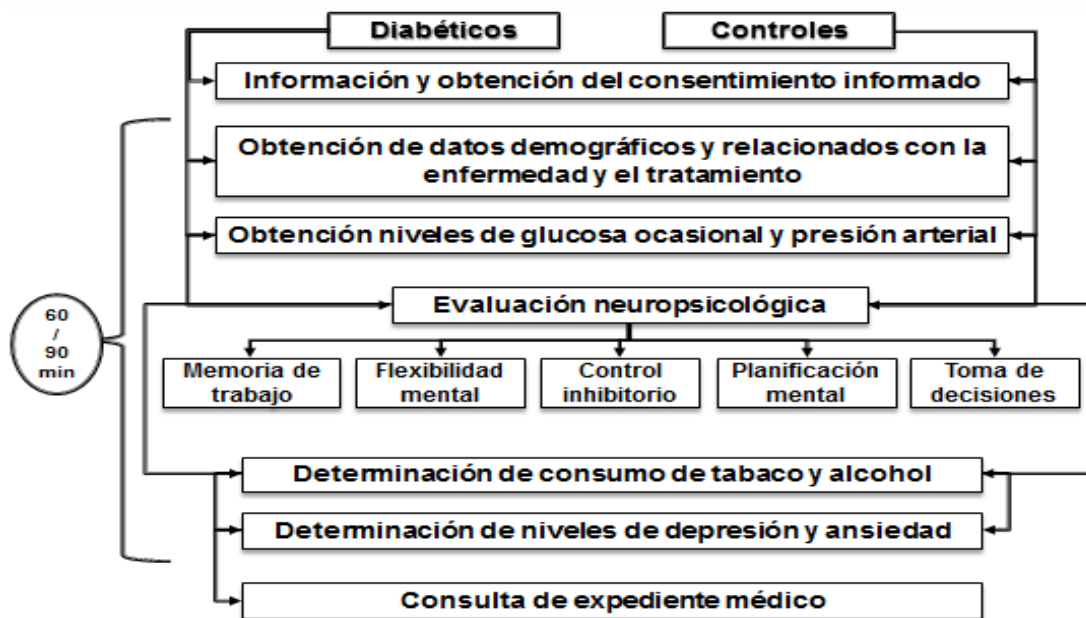 Diabéticos
Controles
Información y obtención del consentimiento informado
Obtención de datos demográficos y relacionados con la
enfermedad y el tratamiento
Obtención niveles de glucosa ocasional y presión arterial
Evaluación neuropsicológica
60
/
90
min
Memoria de
trabajo
Flexibilidad
mental
Control
inhibitorio
Planificación
mental
Toma de
decisiones
Determinación de consumo de tabaco y alcohol
Determinación de niveles de depresión y ansiedad
Consulta de expediente médico